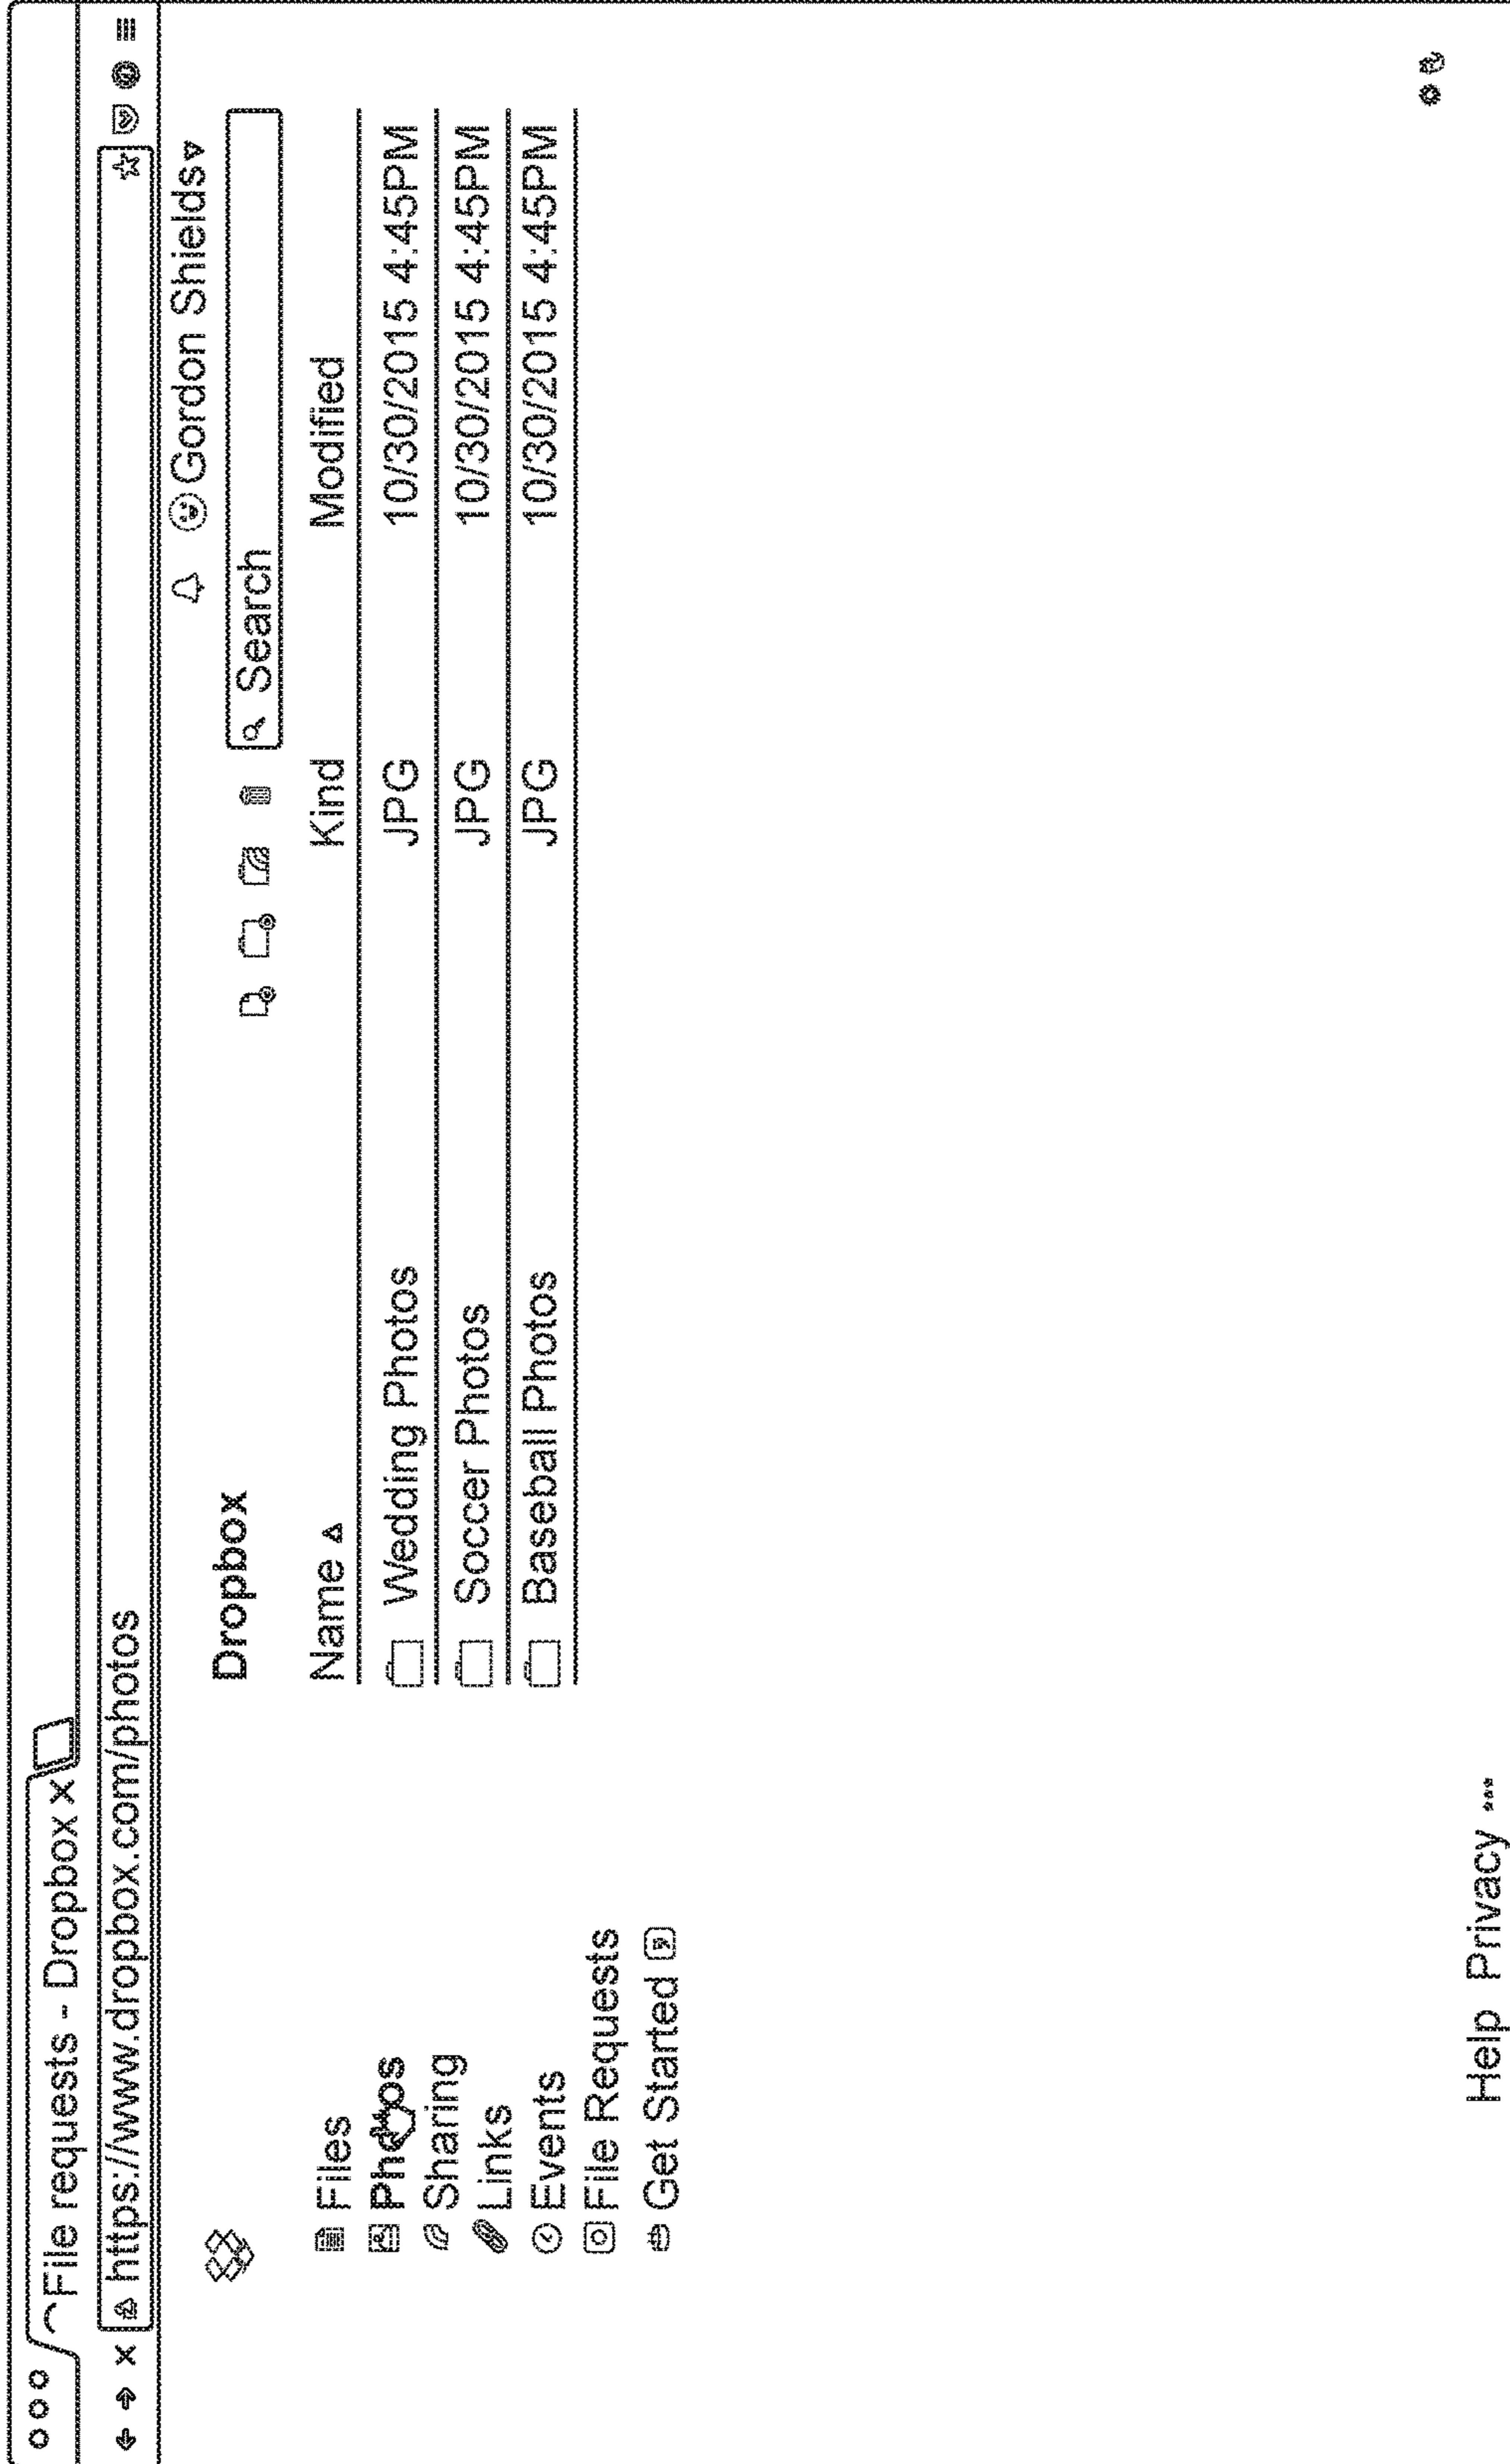 File requests - Dropbox
https://www.dropbox.com/photos
Gordon Shields
Dropbox
Search
Name Kind Modified
Wedding Photos JPG 10/30/2015 4:45PM
Soccer Photos JPG 10/30/2015 4:45PM
Baseball Photos JPG 10/30/2015 4:45PM
Files
Photos
Sharing
Links
Events
File Requests
Get Started
Help Privacy